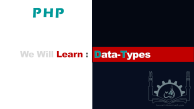 PHP
We Will Learn : Data-Types